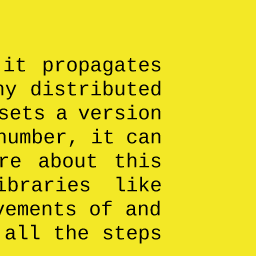 it propagates
ny distributed
sets a version
number, it can
re about this
ibraries like
vements of and
all the steps